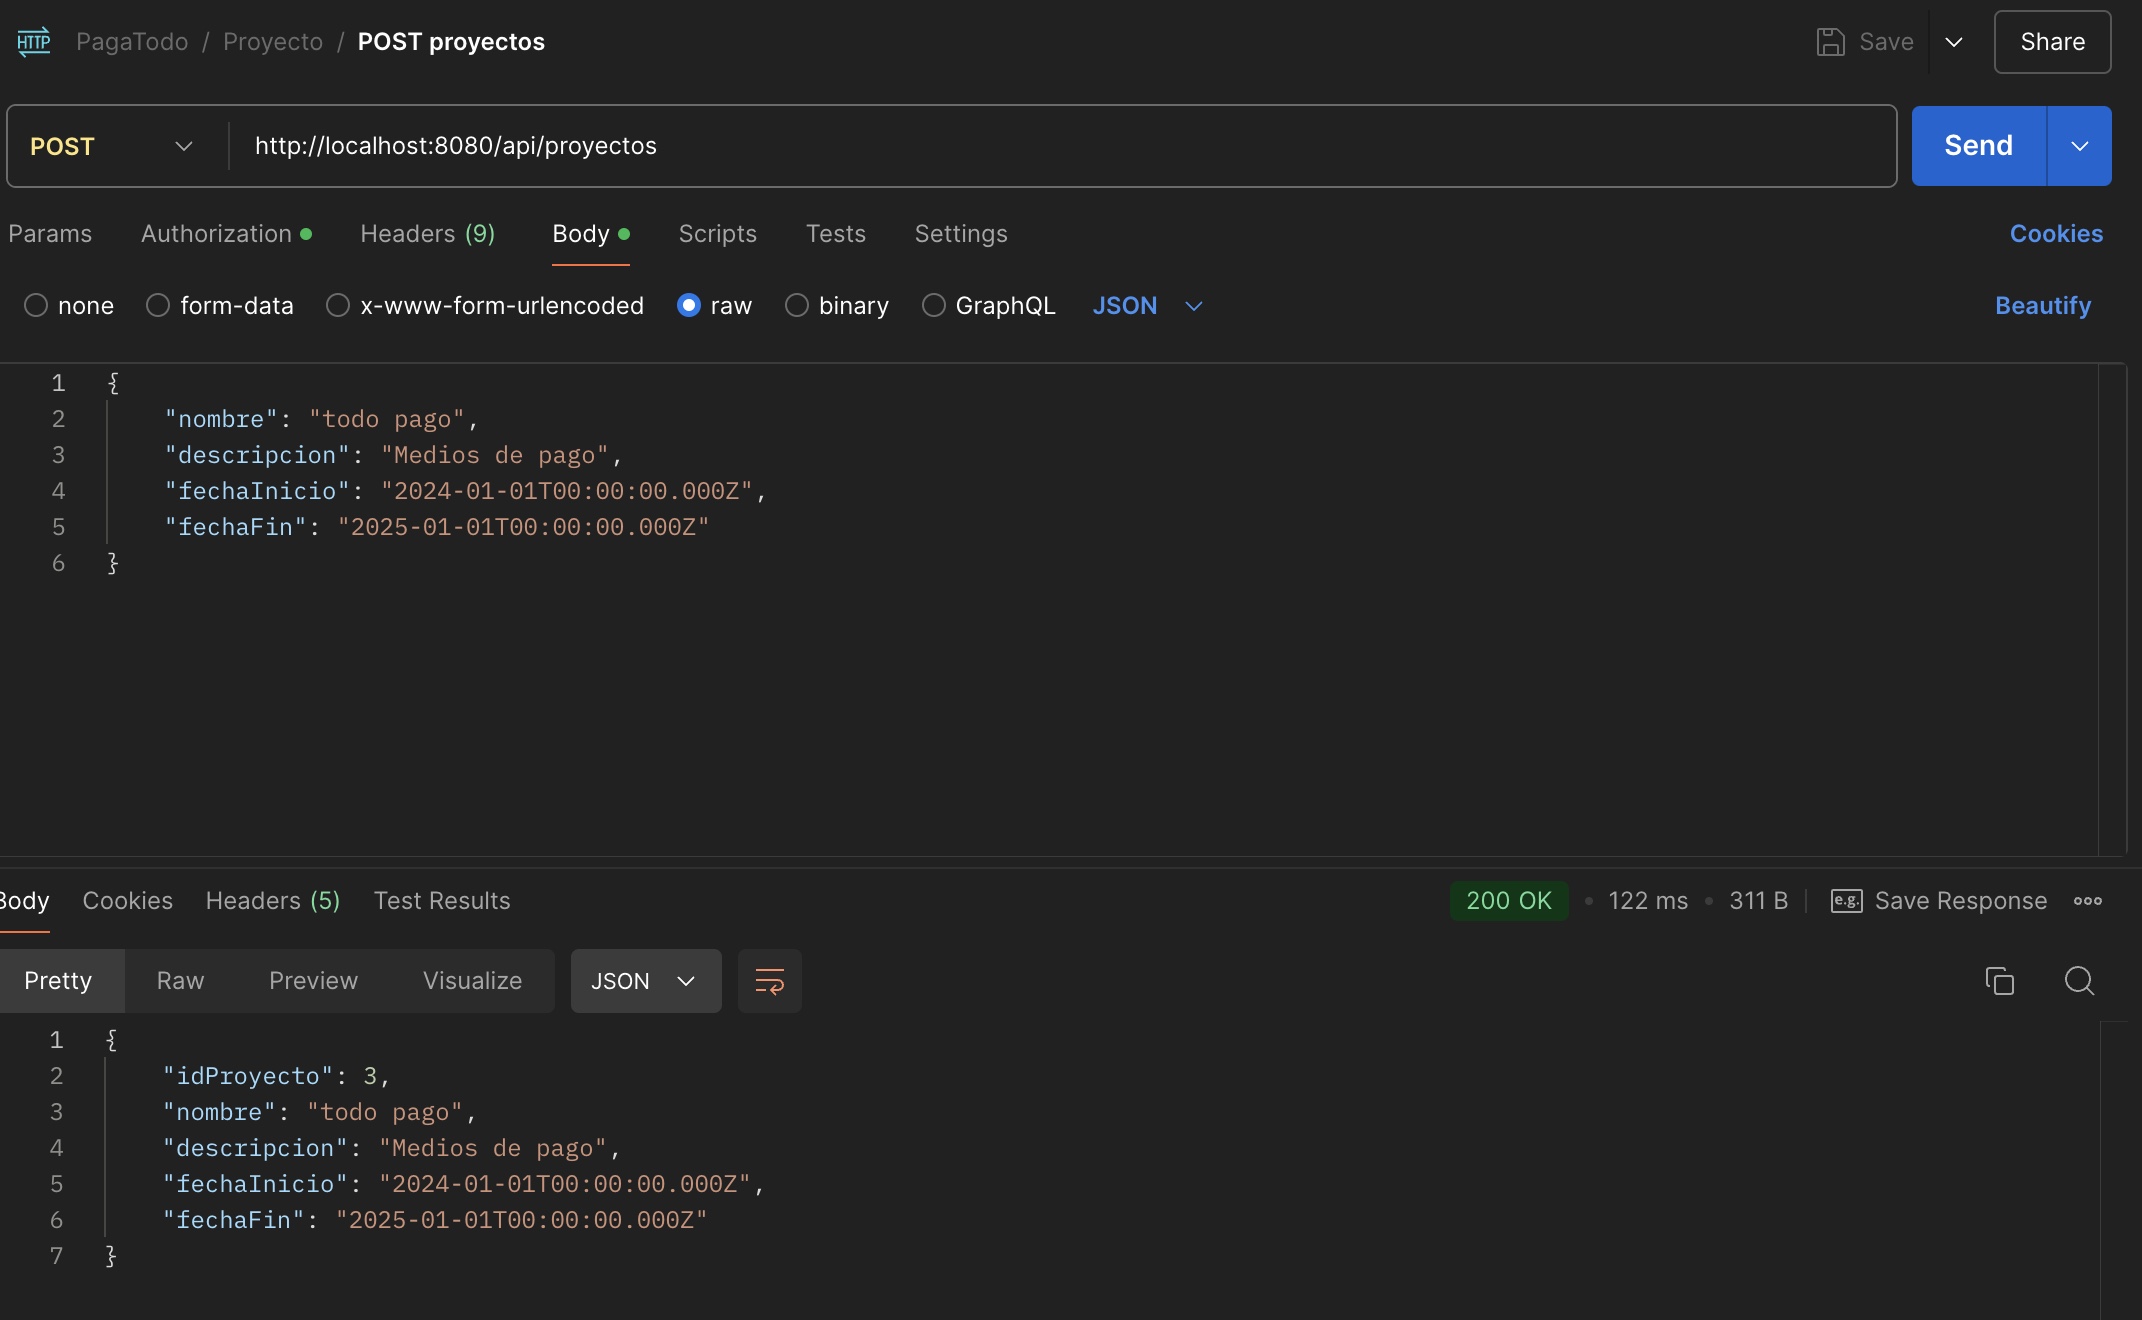 HTTP PagaTodo / Proyecto / POST proyectos Save Share
POST http://localhost:8080/api/proyectos Send
Params Authorization Headers (9) Body Scripts Tests Settings Cookies
none form-data x-www-form-urlencoded raw binary GraphQL JSON Beautify
1 {
2 "nombre": "todo pago",
3 "descripcion": "Medios de pago",
4 "fechaInicio": "2024-01-01T00:00:00.000Z",
5 "fechaFin": "2025-01-01T00:00:00.000Z"
6 }
Body Cookies Headers (5) Test Results 200 OK • 122 ms • 311 B e.g. Save Response
Pretty Raw Preview Visualize JSON
1 {
2 "idProyecto": 3,
3 "nombre": "todo pago",
4 "descripcion": "Medios de pago",
5 "fechaInicio": "2024-01-01T00:00:00.000Z",
6 "fechaFin": "2025-01-01T00:00:00.000Z"
7 }